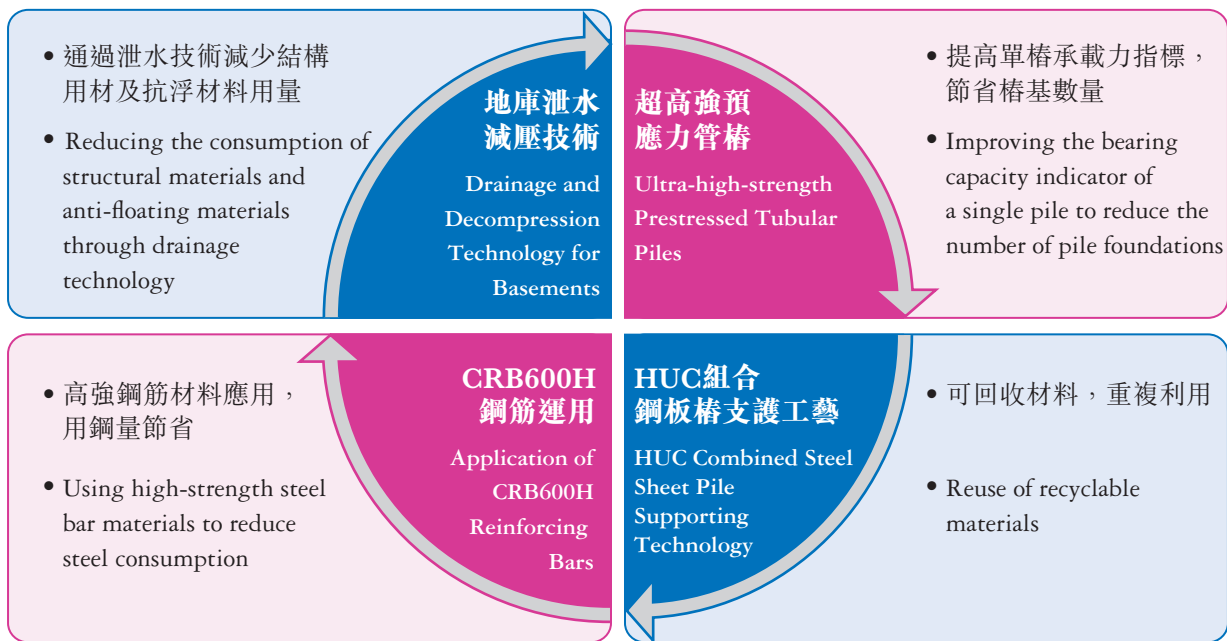 • 通過泄水技術減少結構
用材及抗浮材料用量
• Reducing the consumption of
structural materials and
anti-floating materials
through drainage
technology
地庫泄水
減壓技術
Drainage and
Decompression
Technology for
Basements
超高強預
應力管樁
Ultra-high-strength
Prestressed Tubular
Piles
• 提高單樁承載力指標，
節省樁基數量
• Improving the bearing
capacity indicator of
a single pile to reduce the
number of pile foundations
• 高強鋼筋材料應用，
用鋼量節省
• Using high-strength steel
bar materials to reduce
steel consumption
CRB600H
鋼筋運用
Application of
CRB600H
Reinforcing
Bars
HUC組合
鋼板樁支護工藝
HUC Combined Steel
Sheet Pile
Supporting
Technology
• 可回收材料，重複利用
• Reuse of recyclable
materials